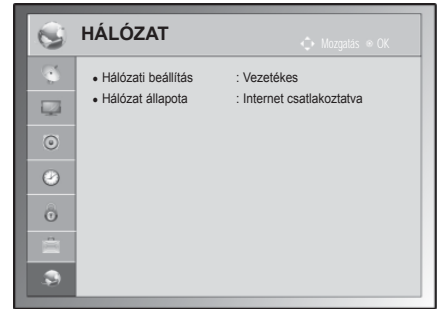 HÁLÓZAT
Mozgatás OK
• Hálózati beállítás : Vezetékes
• Hálózat állapota : Internet csatlakoztatva